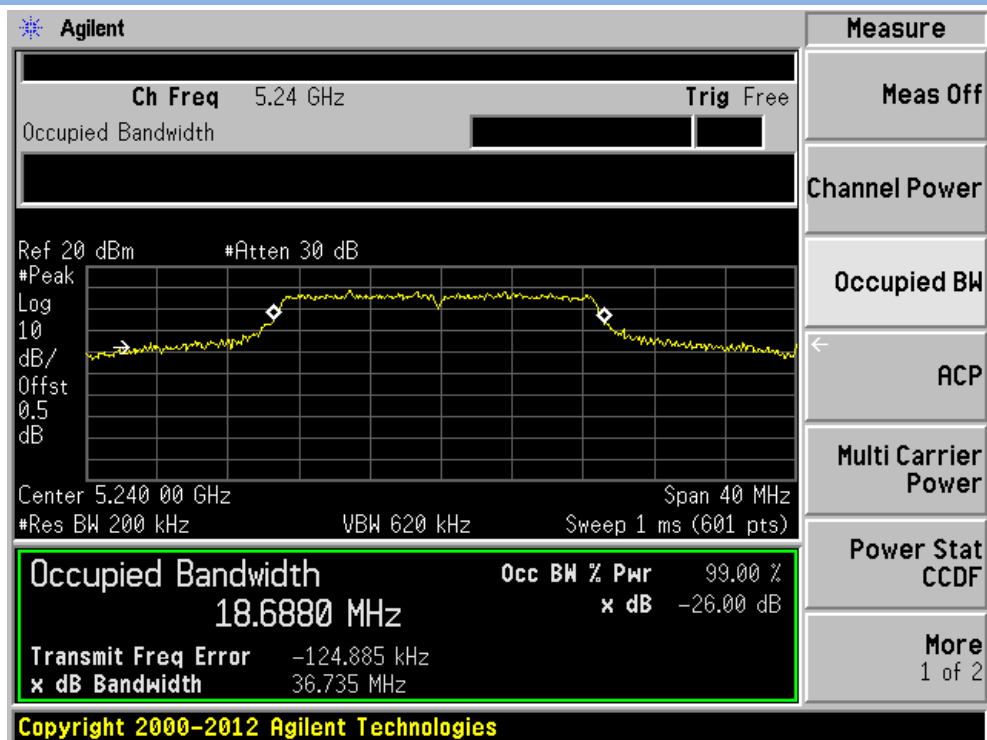 Agilent
Measure
Ch Freq 5.24 GHz Trig Free
Occupied Bandwidth
Meas Off
Channel Power
Occupied BW
ACP
Multi Carrier
Power
Power Stat
CCDF
More
1 of 2
Ref 20 dBm #Atten 30 dB
#Peak
Log
10
dB/
Offst
0.5
dB
Center 5.240 00 GHz Span 40 MHz
#Res BW 200 kHz VBW 620 kHz Sweep 1 ms (601 pts)
Occupied Bandwidth Occ BW % Pwr 99.00 %
18.6880 MHz x dB -26.00 dB
Transmit Freq Error -124.885 kHz
x dB Bandwidth 36.735 MHz
Copyright 2000-2012 Agilent Technologies